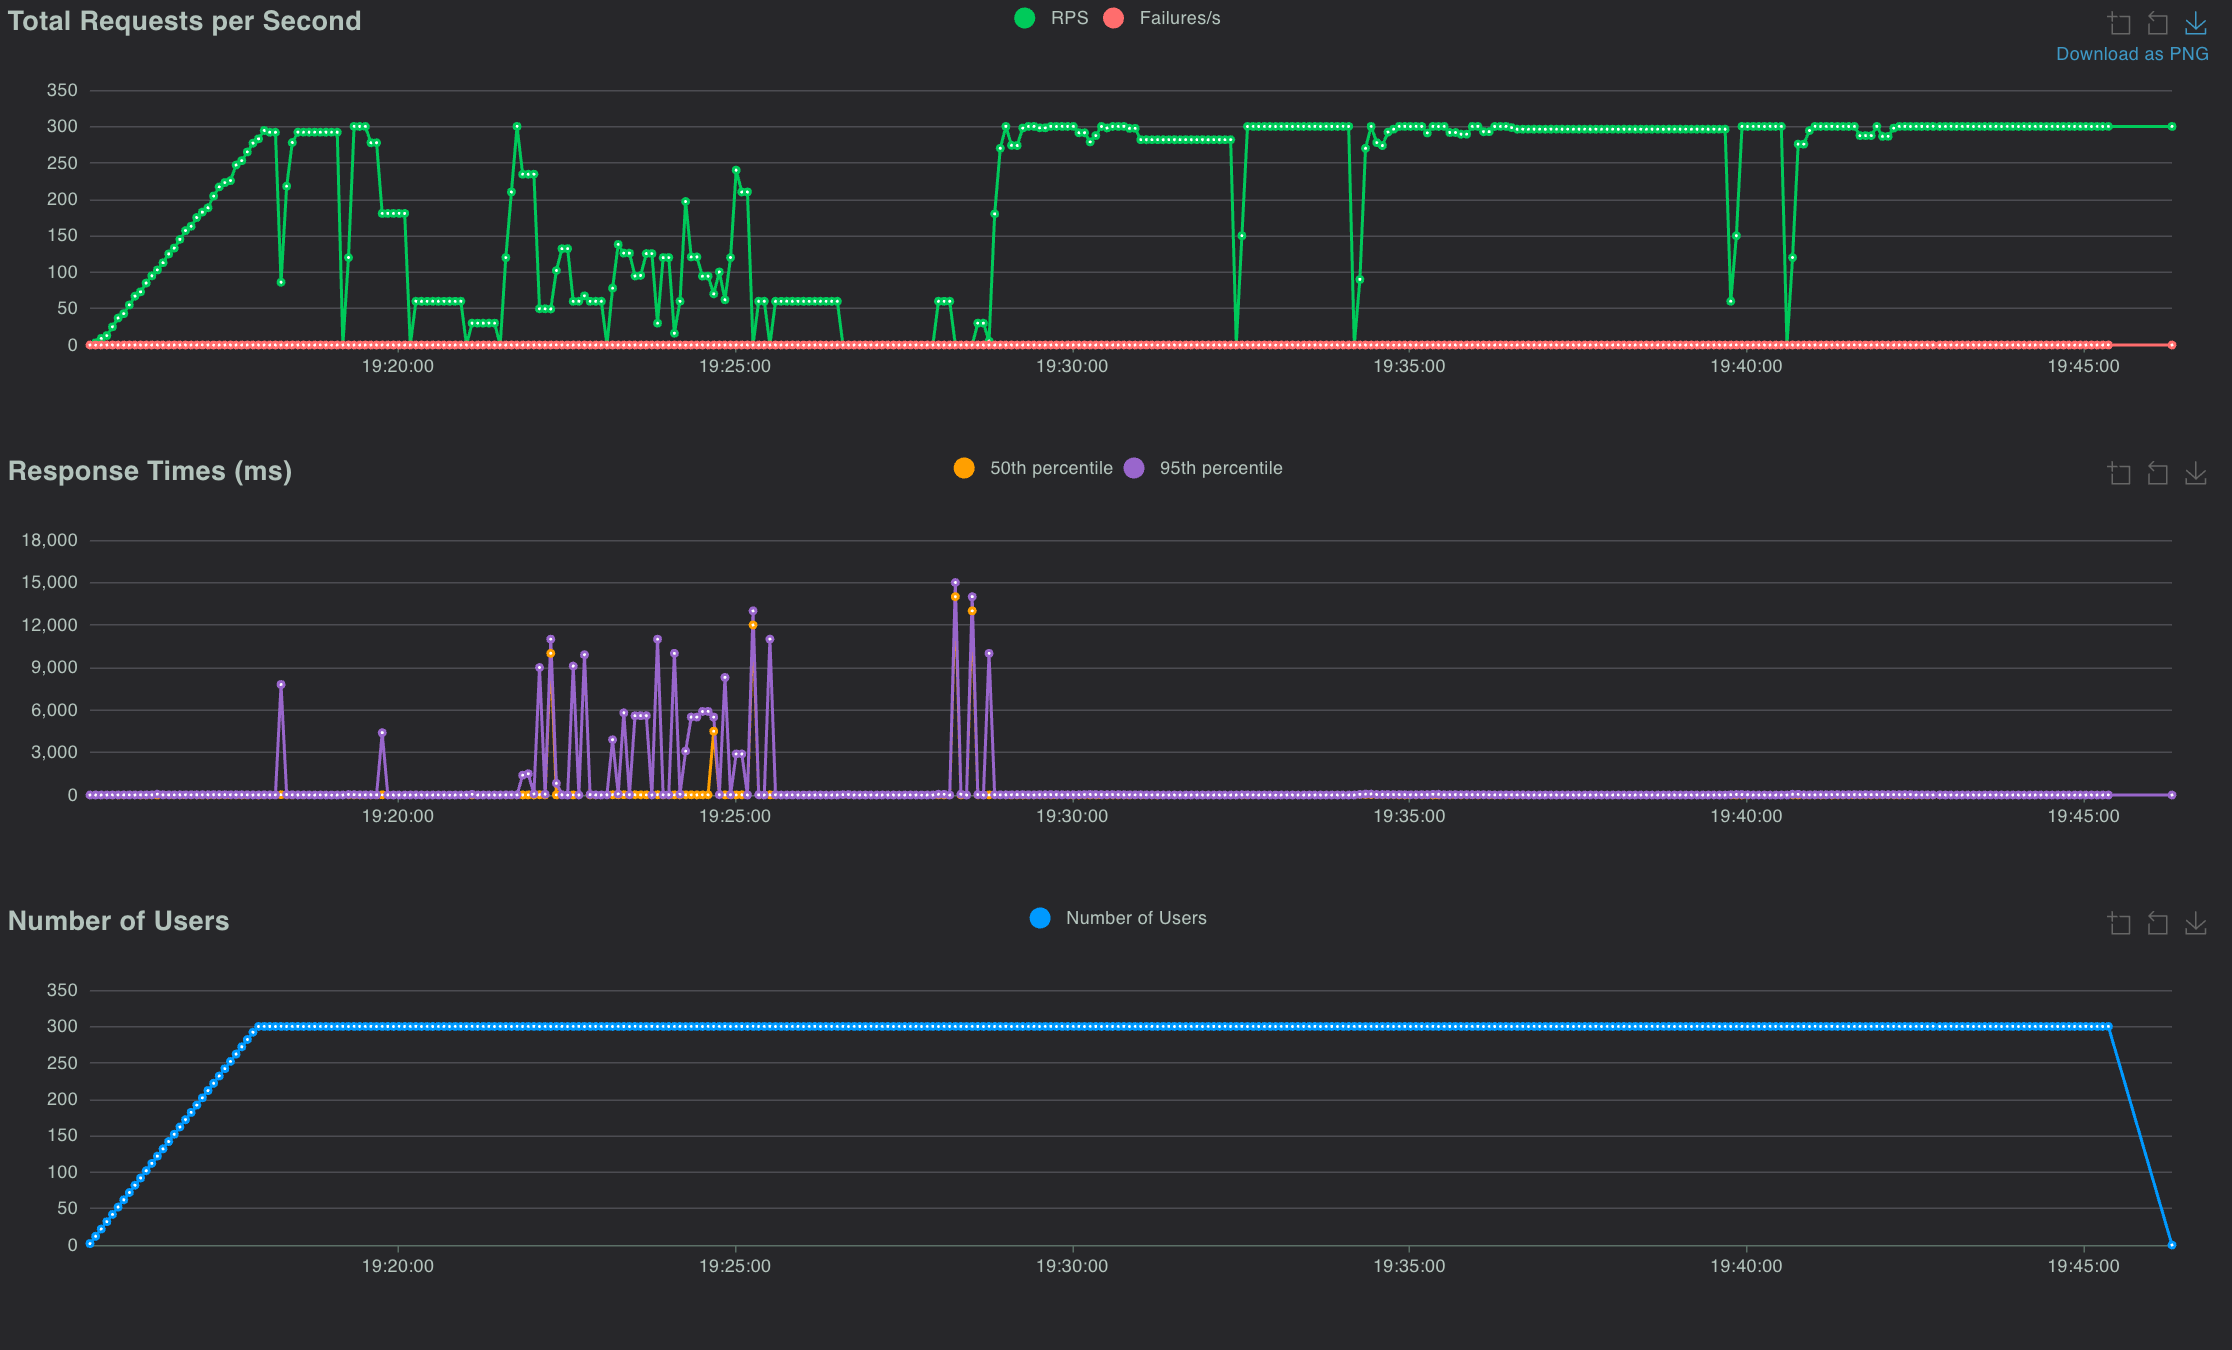 Total Requests per Second
RPS Failures/s
Download as PNG
350
300
250
200
150
100
50
0
19:20:00 19:25:00 19:30:00 19:35:00 19:40:00 19:45:00
Response Times (ms)
50th percentile 95th percentile
18,000
15,000
12,000
9,000
6,000
3,000
0
19:20:00 19:25:00 19:30:00 19:35:00 19:40:00 19:45:00
Number of Users
Number of Users
350
300
250
200
150
100
50
0
19:20:00 19:25:00 19:30:00 19:35:00 19:40:00 19:45:00